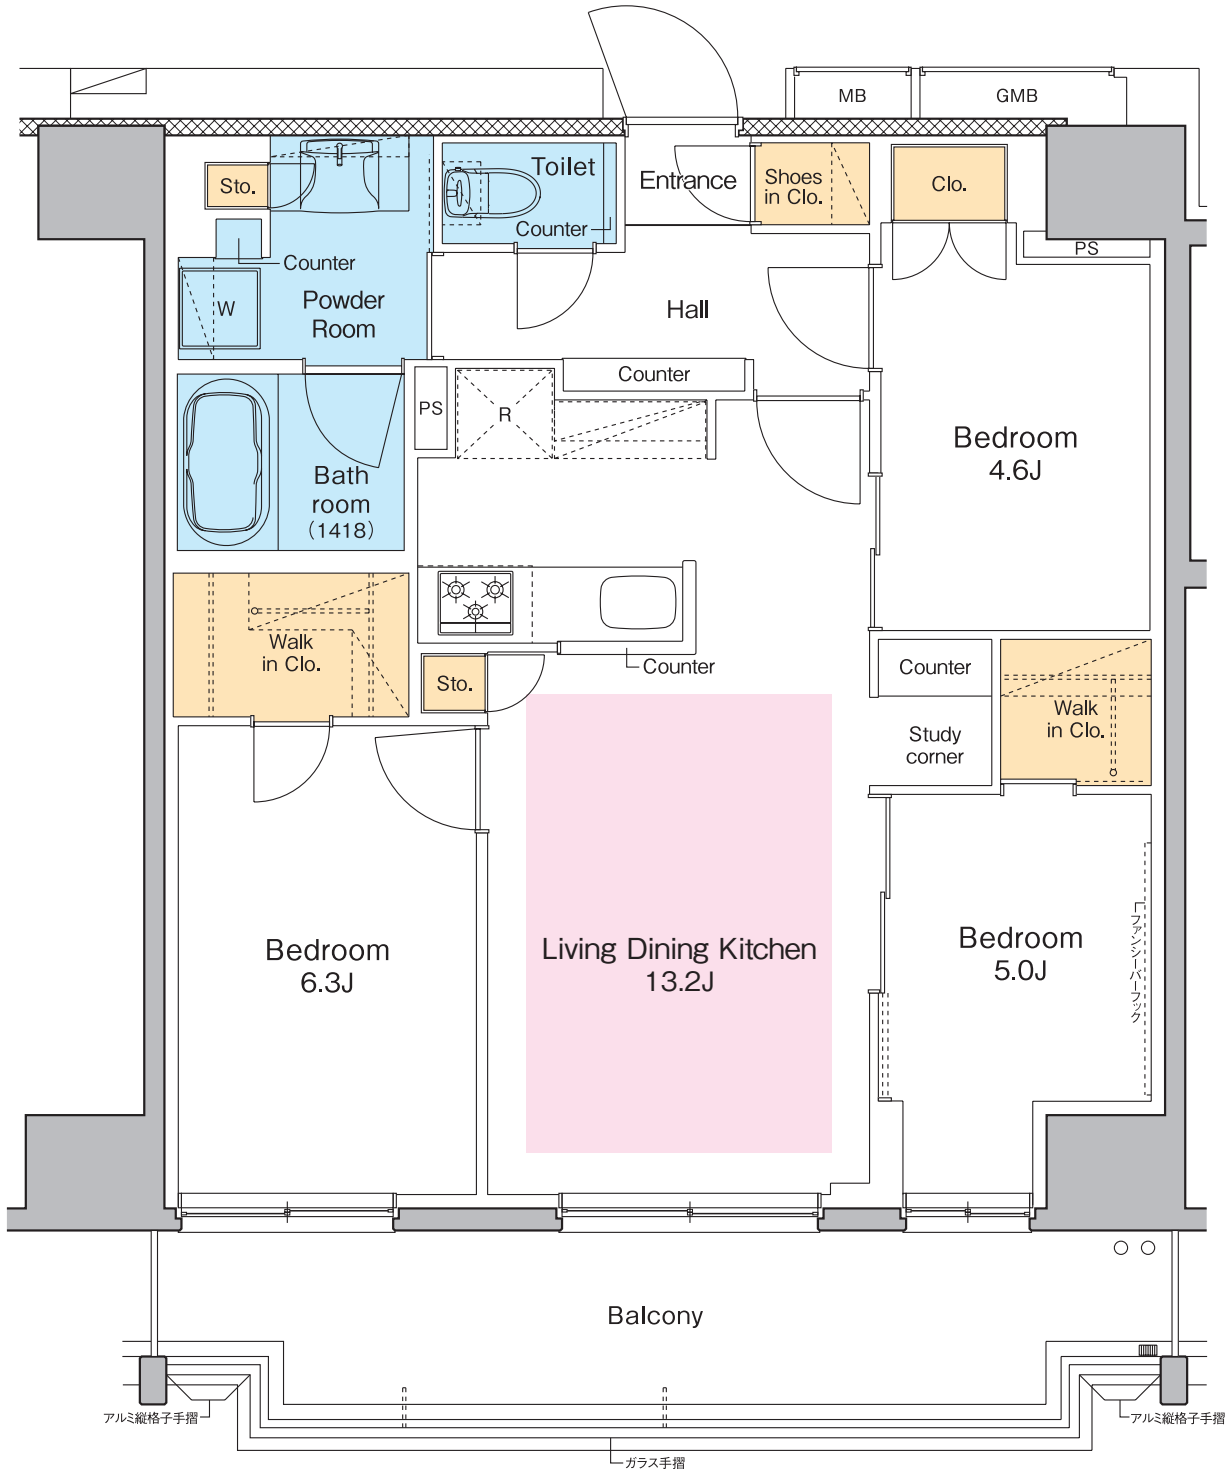 MB
GMB
Sto.
Toilet
Counter
Entrance
Shoes
in Clo.
Clo.
PS
Counter
W
Powder
Room
Hall
Counter
PS
R
Bath
room
(1418)
Bedroom
4.6J
Walk
in Clo.
Sto.
Counter
Counter
Study
corner
Walk
in Clo.
Bedroom
6.3J
Living Dining Kitchen
13.2J
Bedroom
5.0J
ファンシーバーフック
Balcony
アルミ縦格子手摺
アルミ縦格子手摺
ガラス手摺